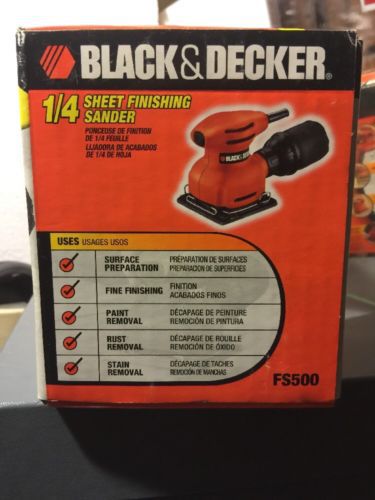 BLACK&DECKER®
1/4 SHEET FINISHING
SANDER
PONCEUSE DE FINITION
DE 1/4 FEUILLE
LIJADORA DE ACABADOS
DE 1/4 DE HOJA
BLACK&DECKER
USES USAGES USOS
SURFACE PREPARATION
PRÉPARATION DE SURFACES
PREPARACION DE SUPERFICIES
FINE FINISHING
FINITION
ACABADOS FINOS
PAINT REMOVAL
DÉCAPAGE DE PEINTURE
REMOCIÓN DE PINTURA
RUST REMOVAL
DÉCAPAGE DE ROUILLE
REMOCIÓN DE ÓXIDO
STAIN REMOVAL
DÉCAPAGE DE TACHES
REMOCIÓN DE MANCHAS
FS500